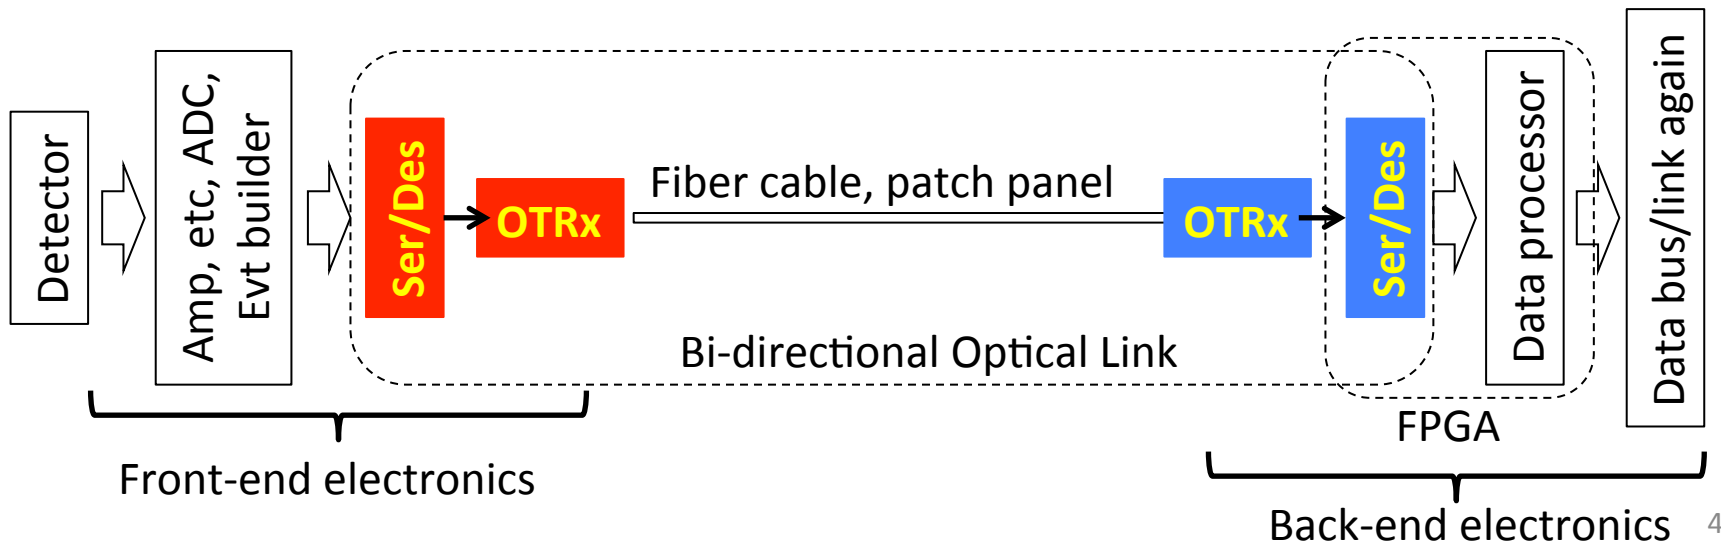 Detector
Amp, etc, ADC,
Evt builder
Ser/Des
OTRx
Fiber cable, patch panel
OTRx
Ser/Des
Data processor
Data bus/link again
Bi-directional Optical Link
FPGA
Front-end electronics
Back-end electronics
4